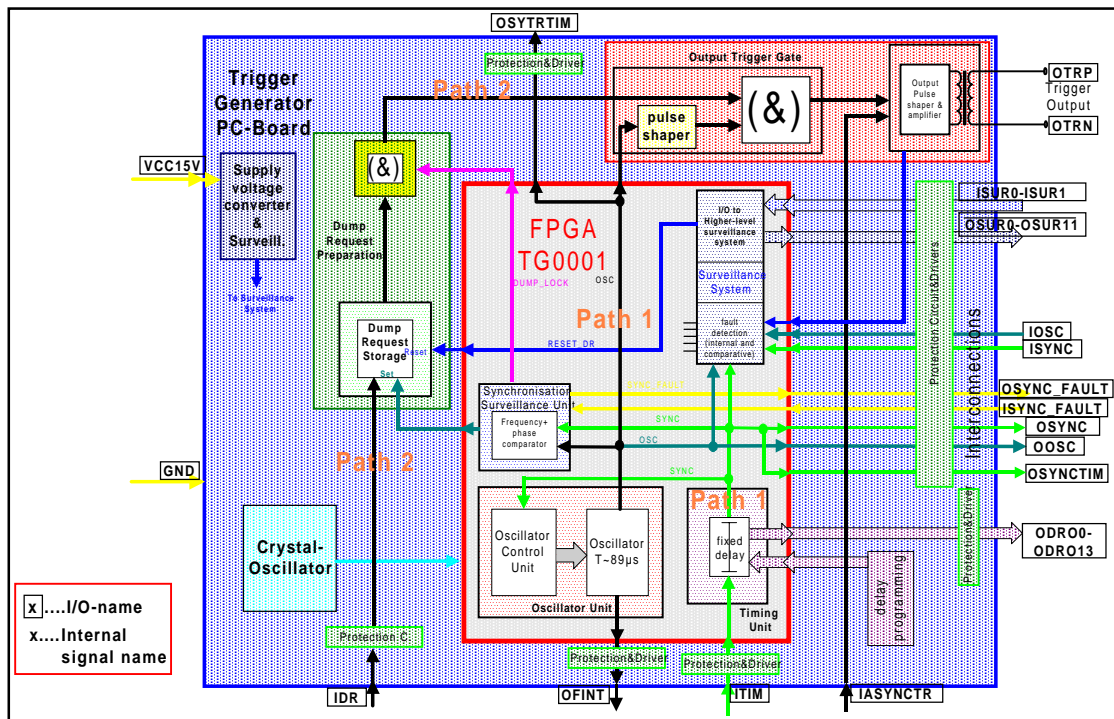 OSYTRTIM
Protection&Driver
Output Trigger Gate
Trigger
Generator
PC-Board
Path 2
pulse
shaper
(&)
Output
Pulse
shaper &
amplifier
OTRP
Trigger
Output
OTRN
VCC15V
Supply
voltage
converter
&
Surveill.
To Surveillance
System
(&)
Dump
Request
Preparation
FPGA
TG0001
DUMP_LOCK
OSC
I/O to
Higher-level
surveillance
system
ISUR0-ISUR1
OSUR0-OSUR11
Surveillance
System
Path 1
Dump
Request
Storage
Reset
Set
RESET_DR
fault
detection
(internal and
comparative)
Protection Circuit&Drivers
Interconnections
IOSC
ISYNC
Synchronisation
Surveillance Unit
Frequency+
phase
comparator
SYNC
OSC
SYNC
OSYNC_FAULT
ISYNC_FAULT
OSYNC
OOSC
OSYNCTIM
Path 2
GND
Path 1
Crystal-
Oscillator
Oscillator
Control
Unit
Oscillator
T~89µs
Oscillator Unit
fixed
delay
Timing
Unit
delay
programming
Protection&Driver
ODRO0-
ODRO13
x....I/O-name
x....Internal
signal name
Protection C.
Protection&Driver
Protection&Driver
IDR
OFINT
ITIM
IASYNCTR